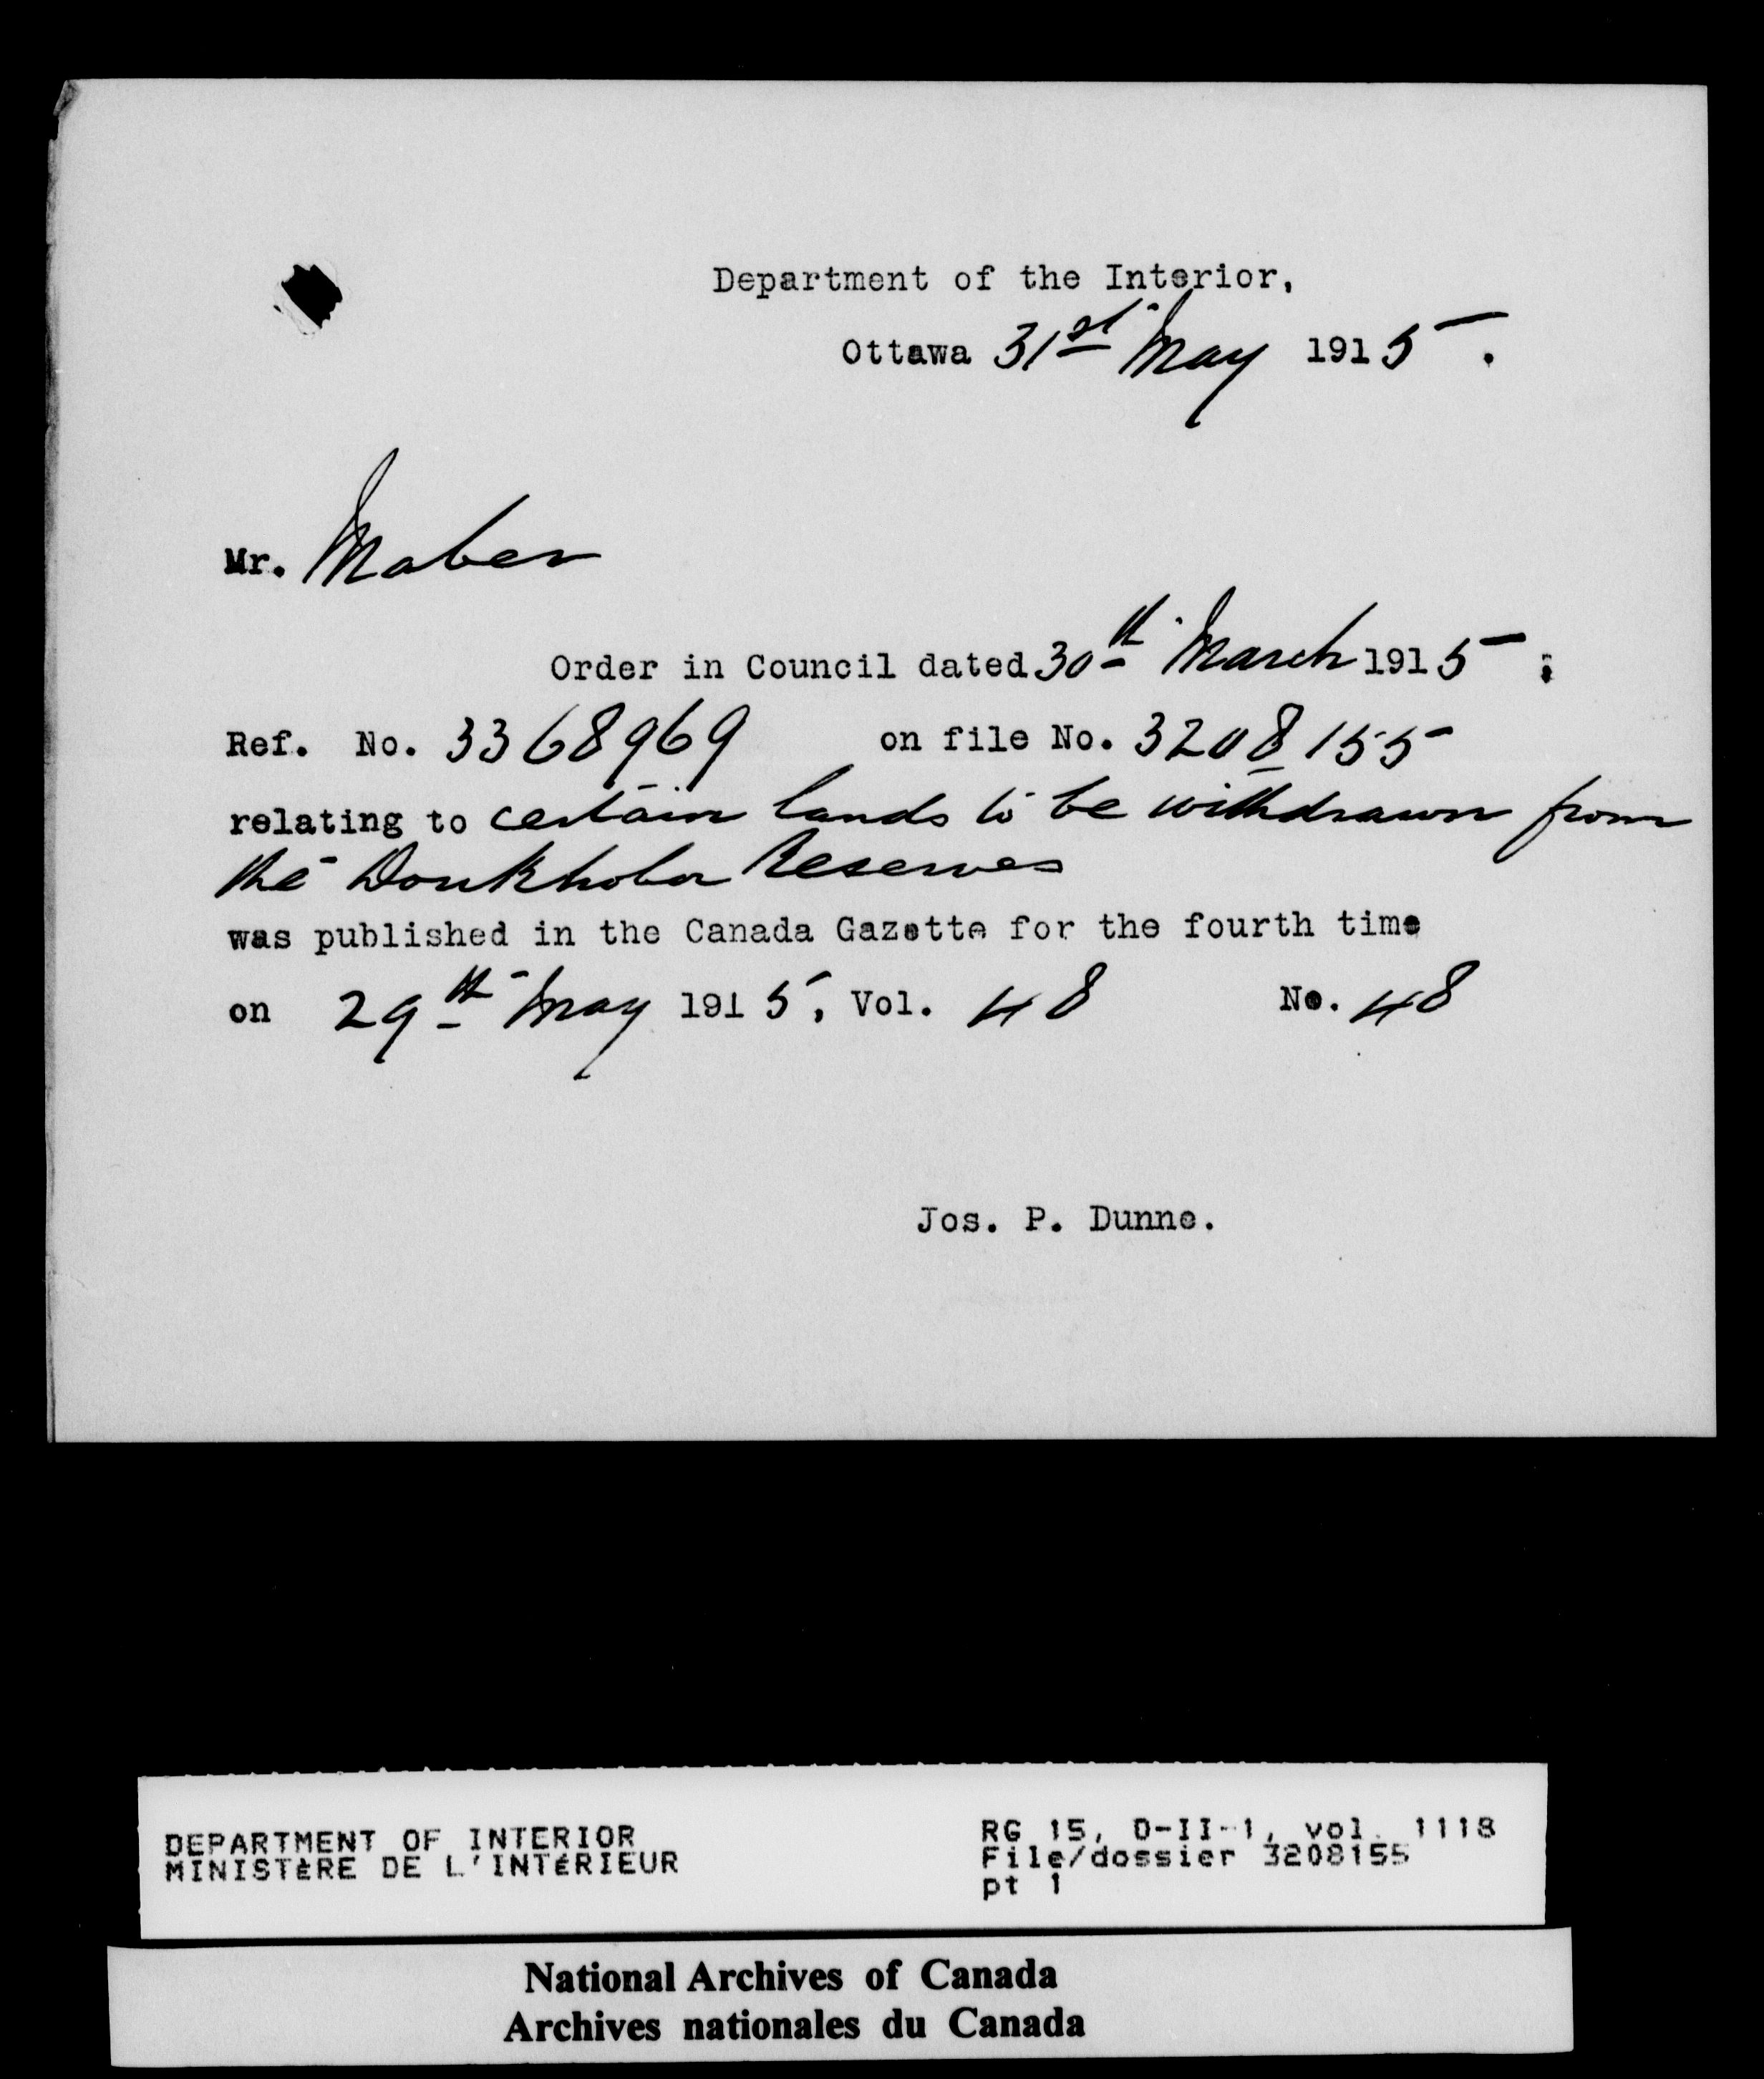 Department of the Interior,
Ottawa 31st May 1915.
Mr. Maber
Order in Council dated 30th March 1915;
Ref. No. 3368969 on file No. 3208155
relating to certain lands to be withdrawn from
the Doukhobor Reserves
was published in the Canada Gazette for the fourth time
on 29th May 1915, Vol. 48 No. 48
Jos. P. Dunne.
DEPARTMENT OF INTERIOR
MINISTÈRE DE L'INTÉRIEUR
RG 15, D-II-1, vol. 1118
File/dossier 3208155
pt 1
National Archives of Canada
Archives nationales du Canada